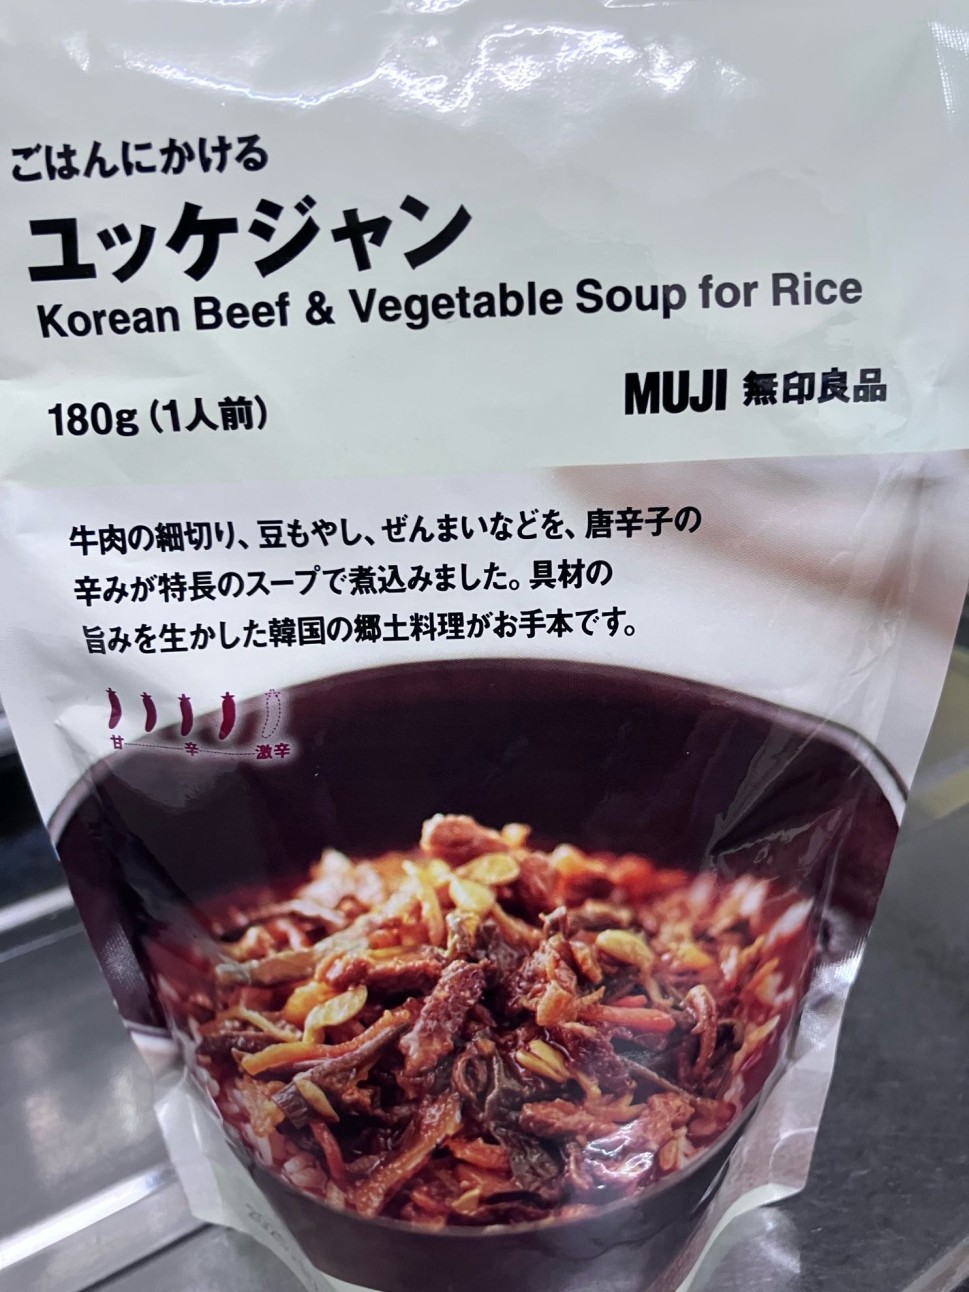 ごはんにかける
ユッケジャン
Korean Beef & Vegetable Soup for Rice
180g (1人前)
MUJI 無印良品
牛肉の細切り、豆もやし、ぜんまいなどを、唐辛子の
辛みが特長のスープで煮込みました。具材の
旨みを生かした韓国の郷土料理がお手本です。
甘 辛 激辛